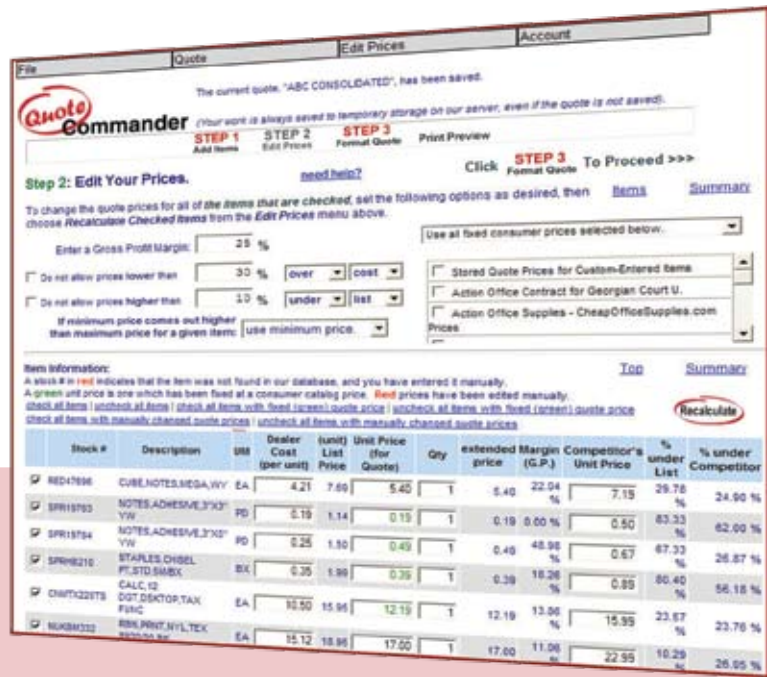 File Quote Edit Prices Account
Quote Commander
The current quote, "ABC CONSOLIDATED", has been saved.
(Your work is always saved to temporary storage on our server, even if the quote is not saved).
STEP 1 Add Items STEP 2 Edit Prices STEP 3 Format Quote Print Preview
Click STEP 3 Format Quote To Proceed >>>
Step 2: Edit Your Prices. need help?
To change the quote prices for all of the items that are checked, set the following options as desired, then
choose Recalculate Checked Items from the Edit Prices menu above.
Items Summary
Enter a Gross Profit Margin: 25 %
Do not allow prices lower than 30 % over cost
Do not allow prices higher than 10 % under list
If minimum price comes out higher
than maximum price for a given item: use minimum price.
Use all fixed consumer prices selected below.
Stored Quote Prices for Custom-Entered Items
Action Office Contract for Georgian Court U.
Action Office Supplies - CheapOfficeSupplies.com
Prices
Item Information: Top Summary
A stock # in red indicates that the item was not found in our database, and you have entered it manually.
A green unit price is one which has been fixed at a consumer catalog price. Red prices have been edited manually.
check all items | uncheck all items | check all items with fixed (green) quote price | uncheck all items with fixed (green) quote price
check all items with manually changed quote prices | uncheck all items with manually changed quote prices
Recalculate
Stock # Description UM Dealer Cost (per unit) (unit) List Price Unit Price (for Quote) Qty extended price Margin (G.P.) Competitor's Unit Price % under List % under Competitor
CUBE,NOTES,MEGA,WY EA 4.21 7.69 5.40 1 5.40 22.04 % 7.19 29.78 % 24.90 %
NOTES,ADHESIVE,3"X3" YW PD 0.19 1.14 0.19 1 0.19 0.00 % 0.50 83.33 % 62.00 %
YW PD 0.25 1.50 0.49 1 0.49 48.98 % 0.67 67.33 % 26.87 %
STAPLES,CHISEL BX 0.35 1.99 0.39 1 0.39 0.89 80.40 % 56.18 %
CALC,12 DGT,DSKTOP,TAX FUNC EA 10.50 15.95 12.19 1 12.19 15.99 23.57 % 23.76 %
EA 15.12 18.95 17.00 1 17.00 11.06 % 22.99 10.29 % 26.05 %